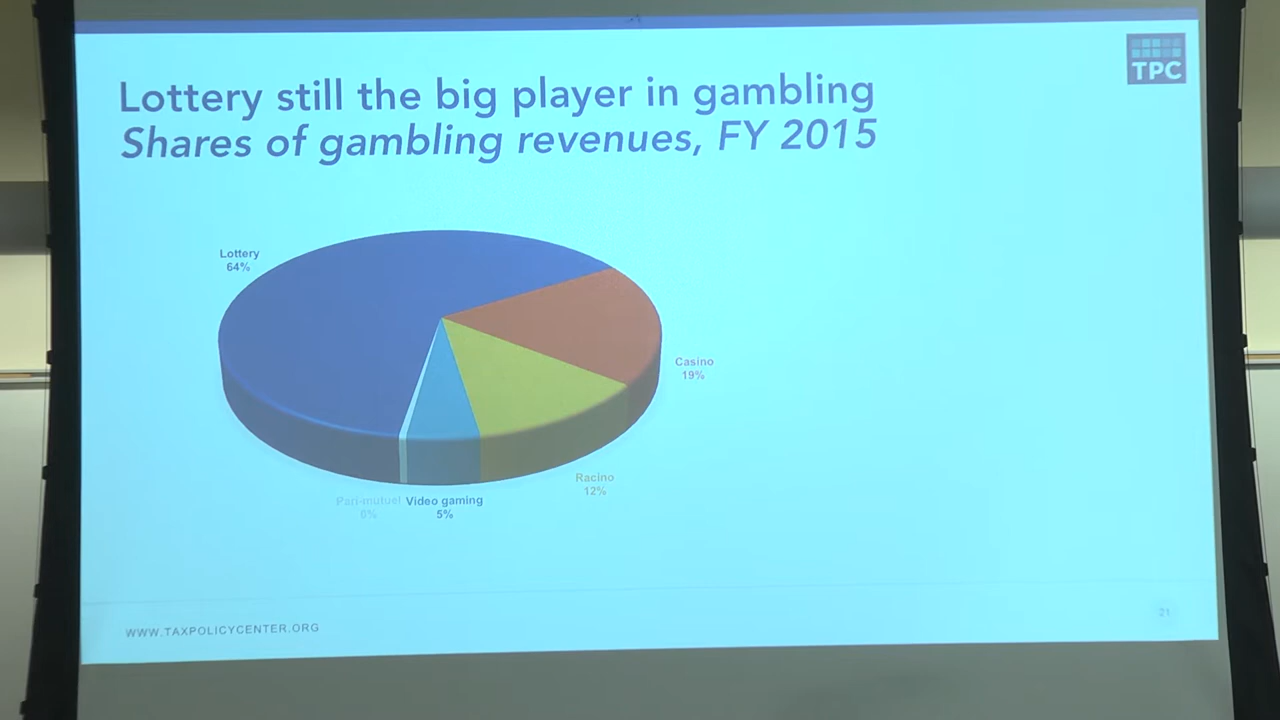 TPC
Lottery still the big player in gambling
Shares of gambling revenues, FY 2015
Lottery
64%
Casino
19%
Racino
12%
Pari-mutuel
0%
Video gaming
5%
WWW.TAXPOLICYCENTER.ORG
21